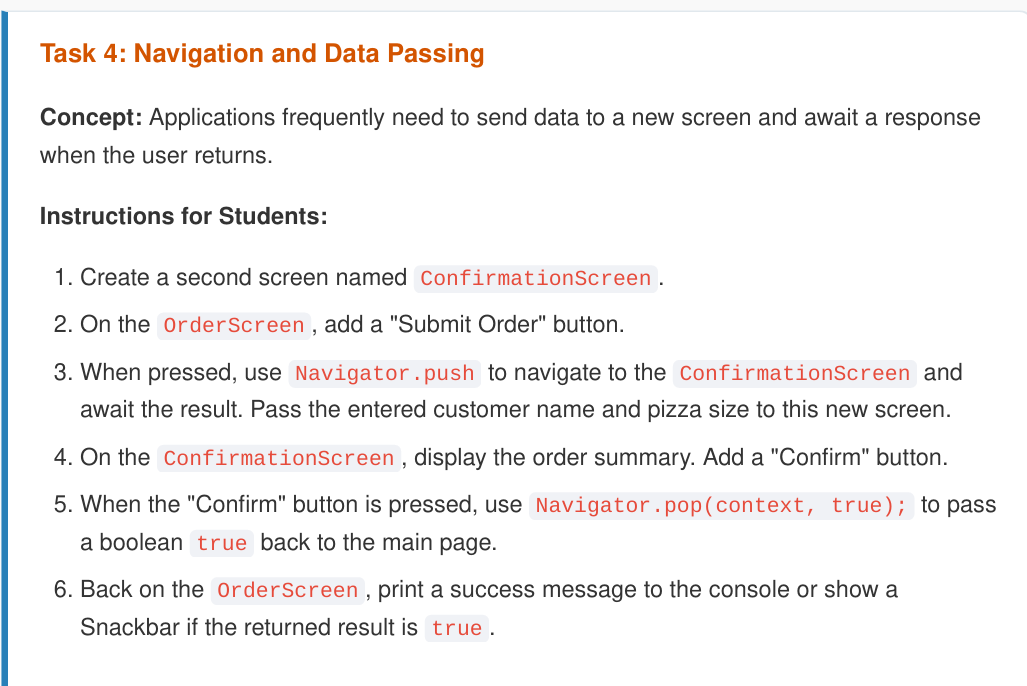 Task 4: Navigation and Data Passing
Concept: Applications frequently need to send data to a new screen and await a response
when the user returns.
Instructions for Students:
1. Create a second screen named ConfirmationScreen.
2. On the OrderScreen, add a "Submit Order" button.
3. When pressed, use Navigator.push to navigate to the ConfirmationScreen and
await the result. Pass the entered customer name and pizza size to this new screen.
4. On the ConfirmationScreen, display the order summary. Add a "Confirm" button.
5. When the "Confirm" button is pressed, use Navigator.pop(context, true); to pass
a boolean true back to the main page.
6. Back on the OrderScreen, print a success message to the console or show a
Snackbar if the returned result is true.